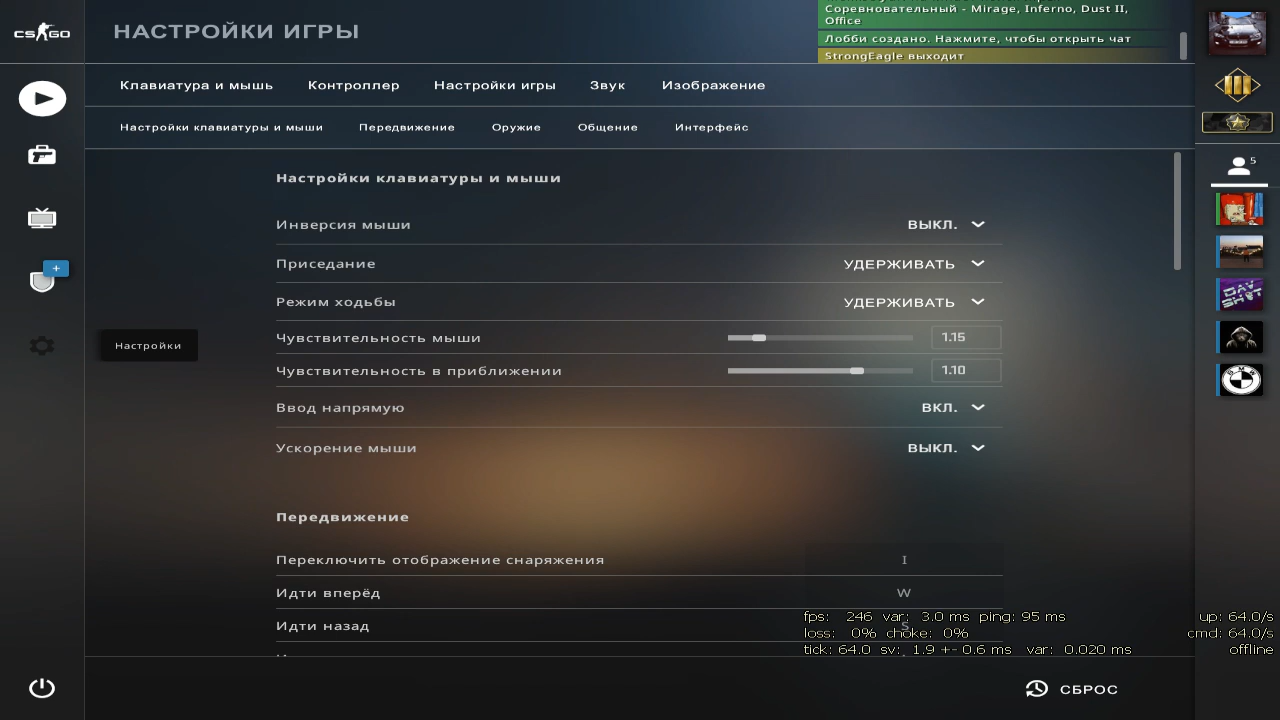 CS GO
НАСТРОЙКИ ИГРЫ
Соревновательный - Mirage, Inferno, Dust II,
Office
Лобби создано. Нажмите, чтобы открыть чат
StrongEagle выходит
Клавиатура и мышь Контроллер Настройки игры Звук Изображение
Настройки клавиатуры и мыши Передвижение Оружие Общение Интерфейс
5
Настройки клавиатуры и мыши
Инверсия мыши ВЫКЛ.
Приседание УДЕРЖИВАТЬ
Режим ходьбы УДЕРЖИВАТЬ
Чувствительность мыши 1.15
Настройки
Чувствительность в приближении 1.10
Ввод напрямую ВКЛ.
Ускорение мыши ВЫКЛ.
Передвижение
Переключить отображение снаряжения I
Идти вперёд W
Идти назад S
fps: 246 var: 3.0 ms ping: 95 ms up: 64.0/s
loss: 0% choke: 0% cmd: 64.0/s
tick: 64.0 sv: 1.9 +- 0.6 ms var: 0.020 ms offline
СБРОС